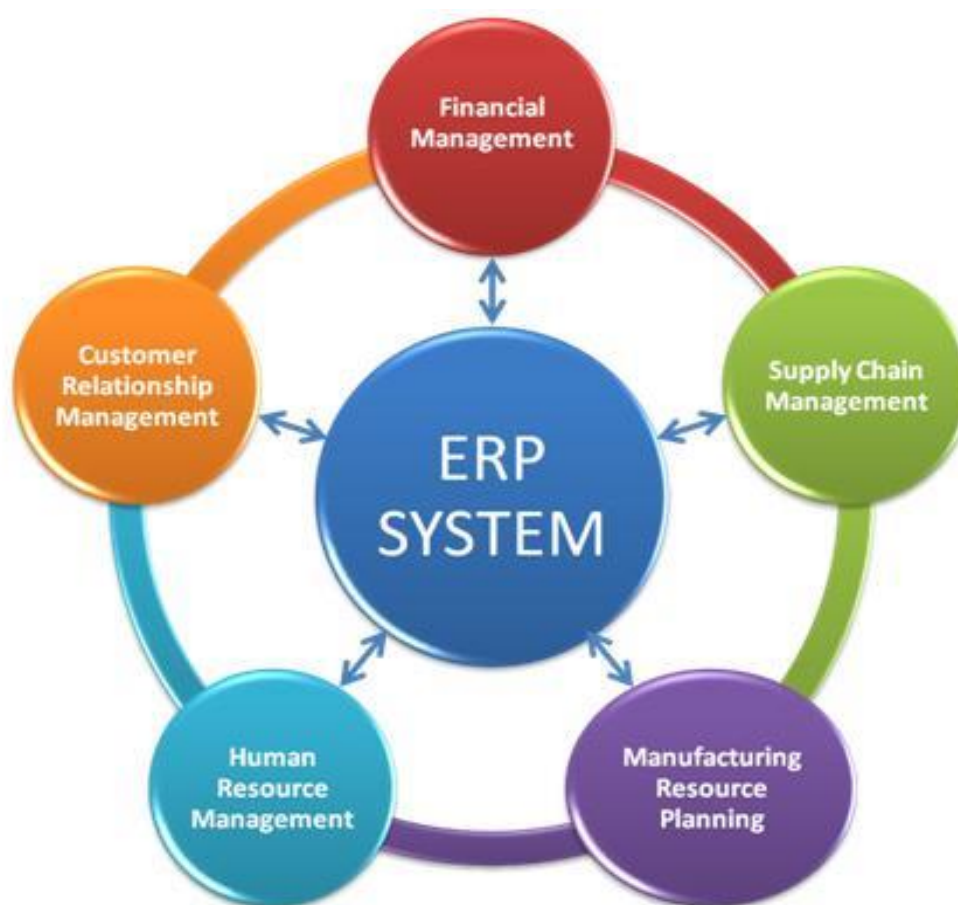 Financial
Management
Customer
Relationship
Management
Supply Chain
Management
ERP
SYSTEM
Human
Resource
Management
Manufacturing
Resource
Planning